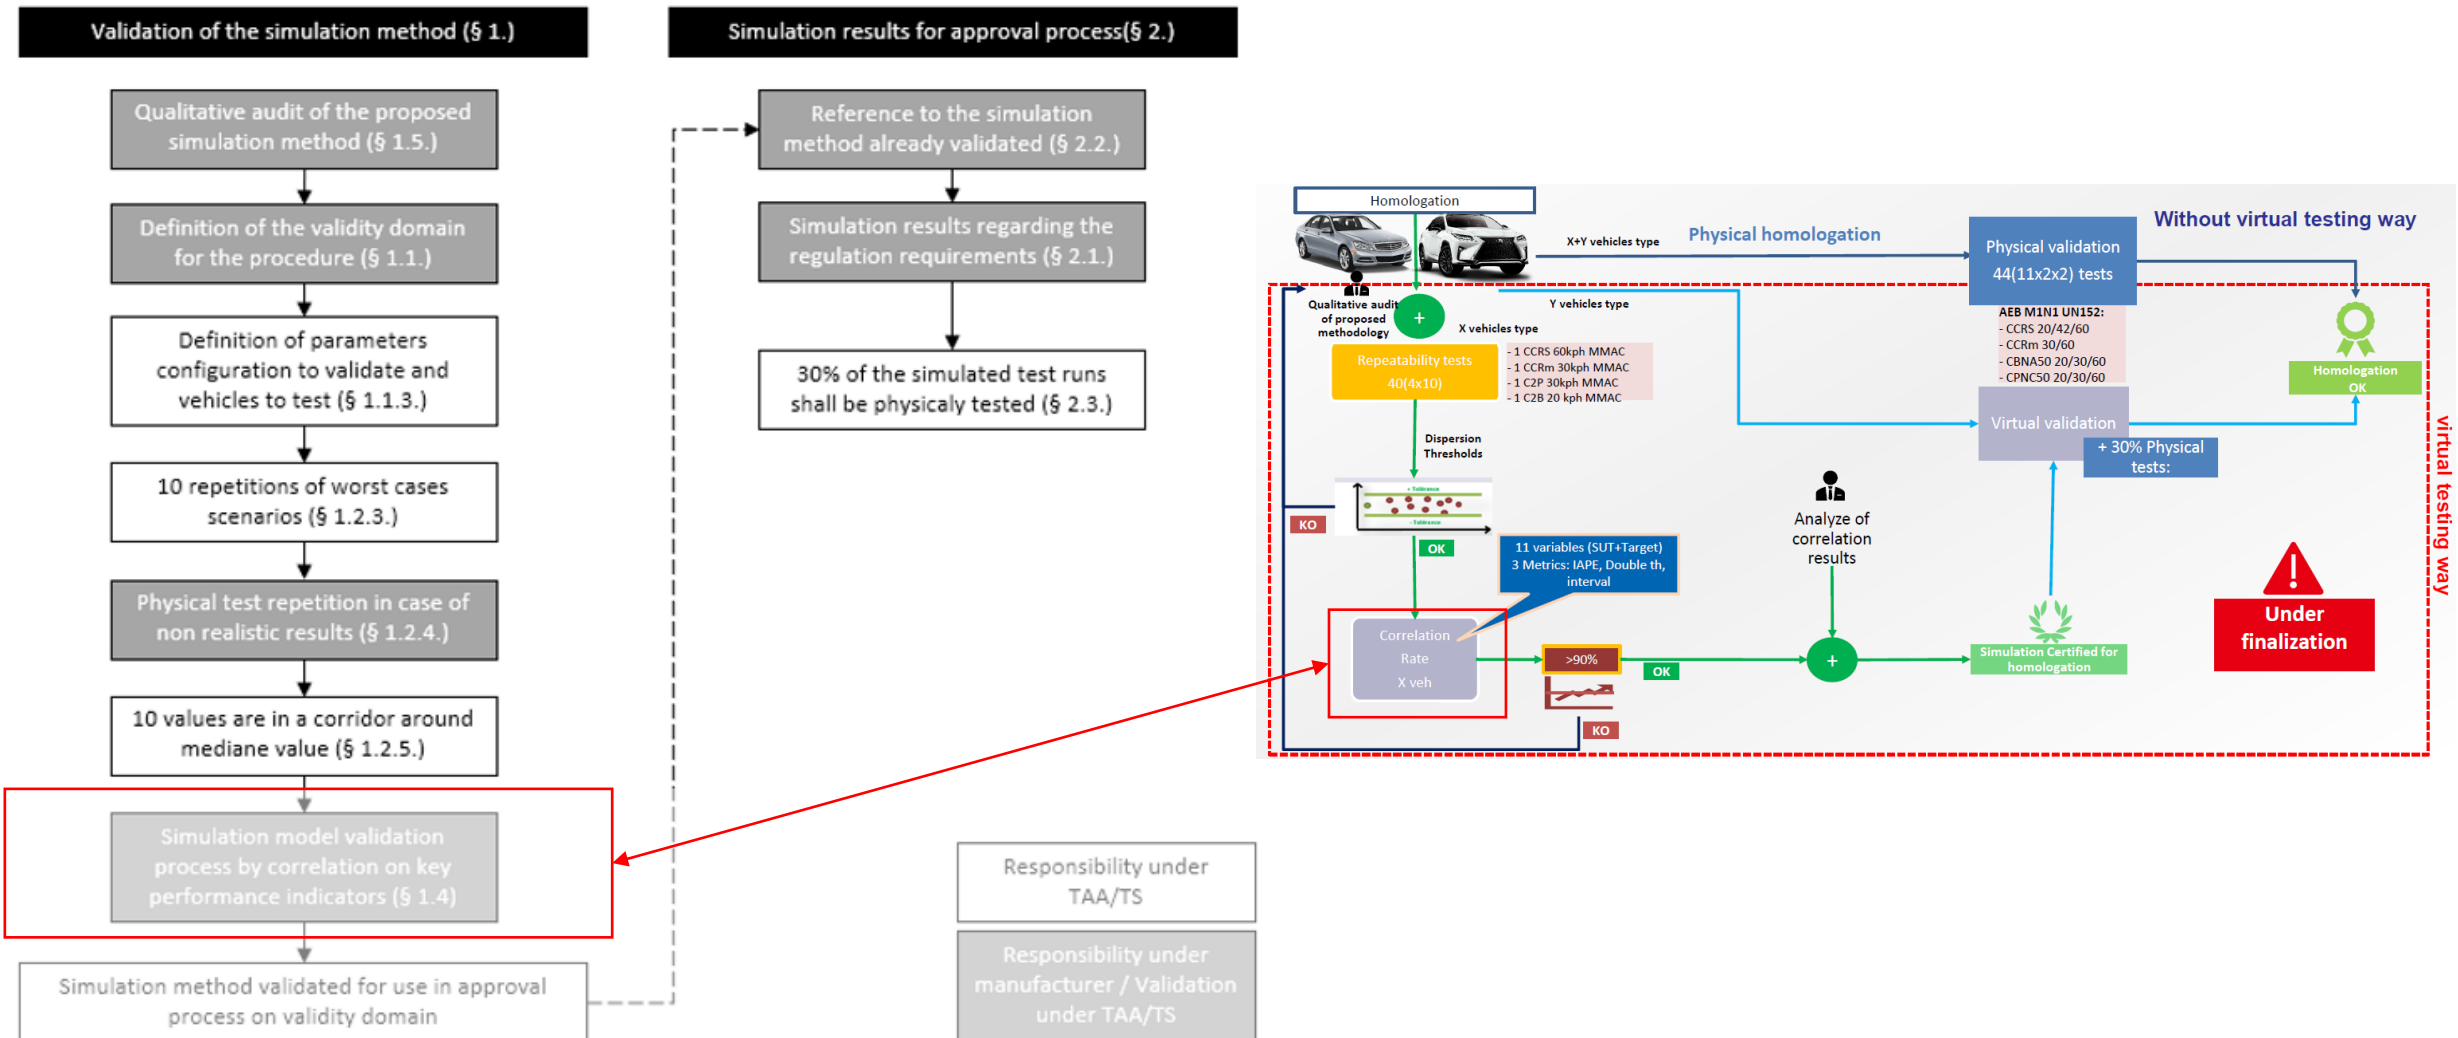 Validation of the simulation method (§ 1.)
Qualitative audit of the proposed
simulation method (§ 1.5.)
Definition of the validity domain
for the procedure (§ 1.1.)
Definition of parameters
configuration to validate and
vehicles to test (§ 1.1.3.)
10 repetitions of worst cases
scenarios (§ 1.2.3.)
Physical test repetition in case of
non realistic results (§ 1.2.4.)
10 values are in a corridor around
mediane value (§ 1.2.5.)
Simulation model validation
process by correlation on key
performance indicators (§ 1.4)
Simulation method validated for use in approval
process on validity domain
Simulation results for approval process(§ 2.)
Reference to the simulation
method already validated (§ 2.2.)
Simulation results regarding the
regulation requirements (§ 2.1.)
30% of the simulated test runs
shall be physicaly tested (§ 2.3.)
Responsibility under
TAA/TS
Responsibility under
manufacturer / Validation
under TAA/TS
Homologation
X+Y vehicles type
Physical homologation
Physical validation
44(11x2x2) tests
Without virtual testing way
Qualitative audit
of proposed
methodology
+
Y vehicles type
X vehicles type
Repeatability tests
40(4x10)
- 1 CCRS 60kph MMAC
- 1 CCRm 30kph MMAC
- 1 C2P 30kph MMAC
- 1 C2B 20 kph MMAC
AEB M1N1 UN152:
- CCRS 20/42/60
- CCRm 30/60
- CBNA50 20/30/60
- CPNC50 20/30/60
Homologation
OK
Virtual validation
+ 30% Physical
tests:
Dispersion
Thresholds
+ Tolérance
- Tolérance
KO
OK
11 variables (SUT+Target)
3 Metrics: IAPE, Double th,
interval
Analyze of
correlation
results
Correlation
Rate
X veh
>90%
OK
+
Simulation Certified for
homologation
KO
Under
finalization
virtual testing way